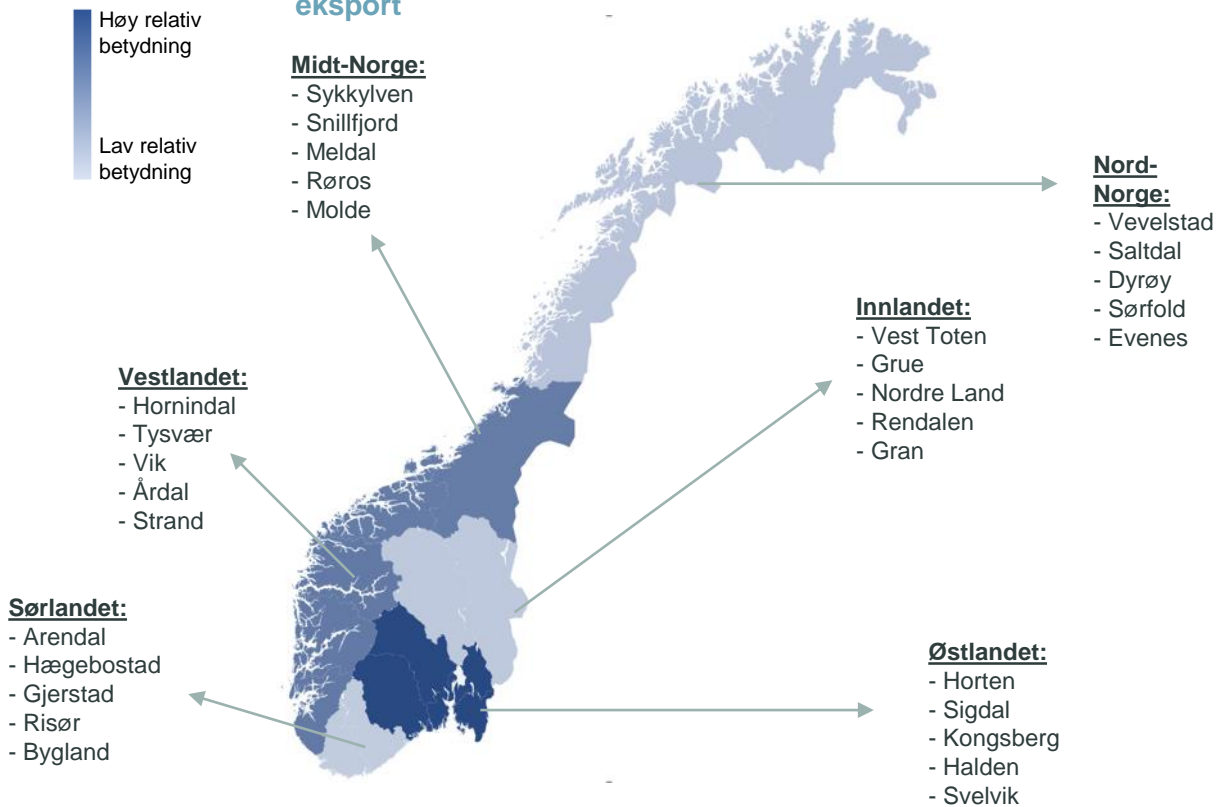 eksport
Høy relativ
betydning
Lav relativ
betydning
Midt-Norge:
- Sykkylven
- Snillfjord
- Meldal
- Røros
- Molde
Nord-
Norge:
- Vevelstad
- Saltdal
- Dyrøy
- Sørfold
- Evenes
Innlandet:
- Vest Toten
- Grue
- Nordre Land
- Rendalen
- Gran
Vestlandet:
- Hornindal
- Tysvær
- Vik
- Årdal
- Strand
Sørlandet:
- Arendal
- Hægebostad
- Gjerstad
- Risør
- Bygland
Østlandet:
- Horten
- Sigdal
- Kongsberg
- Halden
- Svelvik